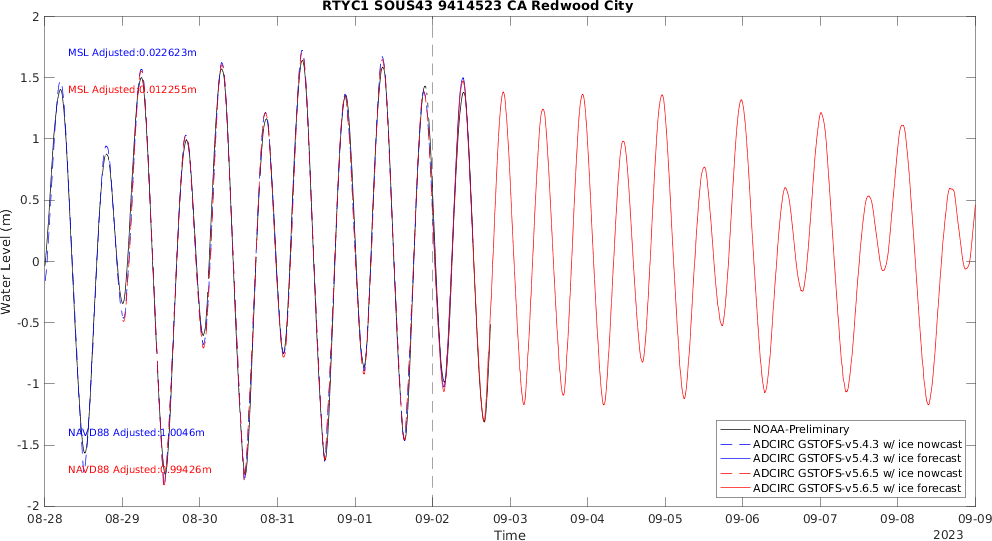 RTYC1 SOUS43 9414523 CA Redwood City
2
1.5
1
0.5
0
-0.5
-1
-1.5
-2
Water Level (m)
MSL Adjusted:0.022623m
MSL Adjusted:0.012255m
NAVD88 Adjusted:1.0046m
NAVD88 Adjusted:0.99426m
NOAA-Preliminary
ADCIRC GSTOFS-v5.4.3 w/ ice nowcast
ADCIRC GSTOFS-v5.4.3 w/ ice forecast
ADCIRC GSTOFS-v5.6.5 w/ ice nowcast
ADCIRC GSTOFS-v5.6.5 w/ ice forecast
08-28 08-29 08-30 08-31 09-01 09-02 09-03 09-04 09-05 09-06 09-07 09-08 09-09
Time
2023